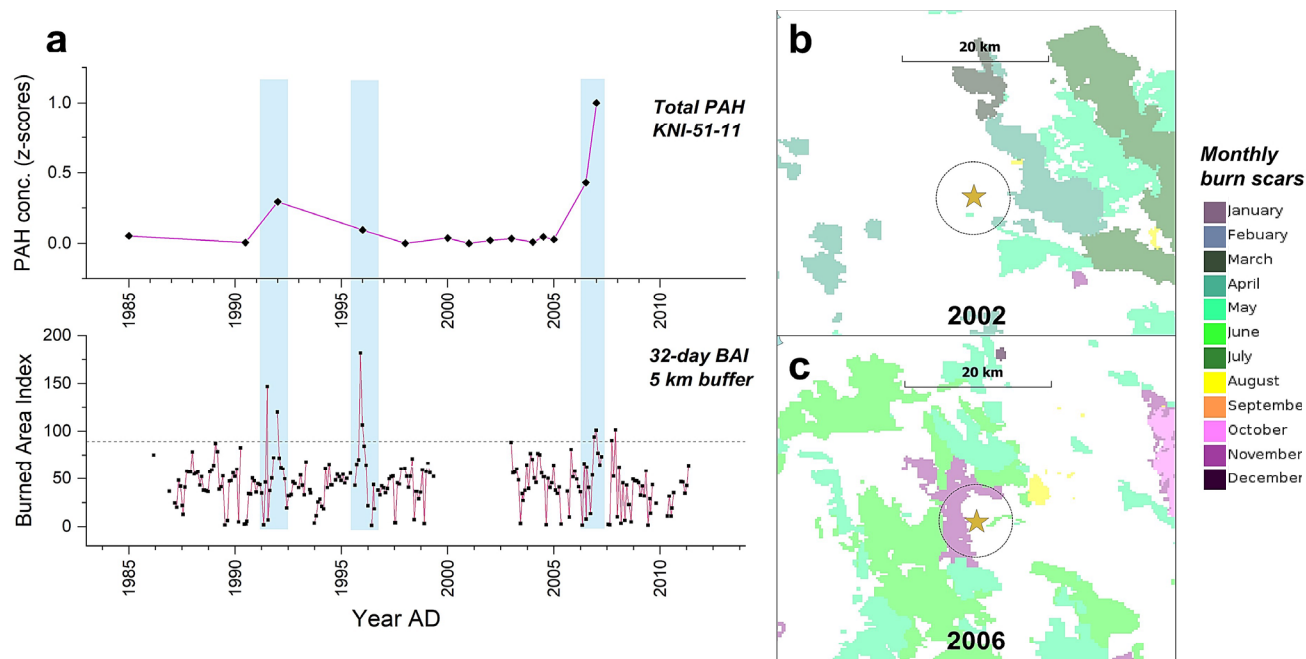 a
Total PAH
KNI-51-11
PAH conc. (z-scores)
1.0
0.5
0.0
1985
1990
1995
2000
2005
2010
32-day BAI
5 km buffer
Burned Area Index
200
150
100
50
0
1985
1990
1995
2000
2005
2010
Year AD
b
20 km
2002
c
20 km
2006
Monthly
burn scars
January
Febuary
March
April
May
June
July
August
Septembe
October
November
December